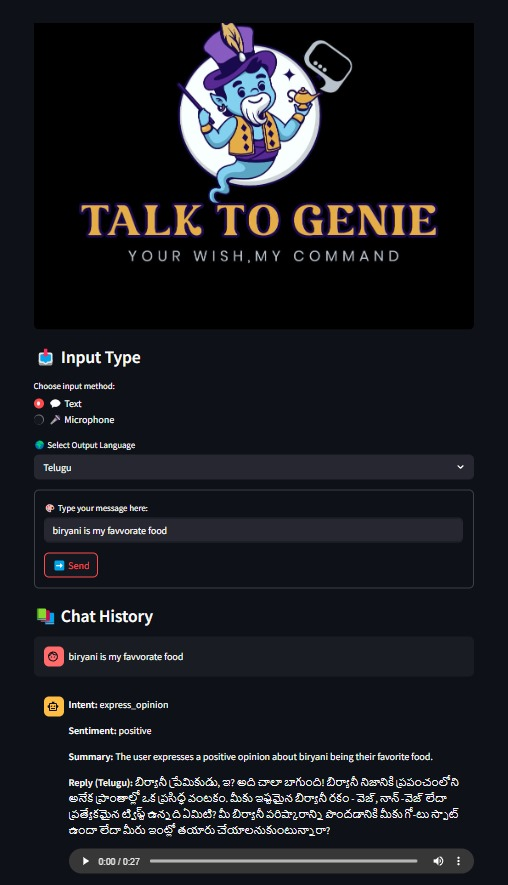 TALK TO GENIE
YOUR WISH,MY COMMAND
Input Type
Choose input method:
Text
Microphone
Select Output Language
Telugu
Type your message here:
biryani is my favvorate food
Send
Chat History
biryani is my favvorate food
Intent: express_opinion
Sentiment: positive
Summary: The user expresses a positive opinion about biryani being their favorite food.
Reply (Telugu): బిర్యానీ ప్రేమికుడు, ఇ? అది చాలా బాగుంది! బిర్యానీ నిజానికి ప్రపంచంలోని
అనేక ప్రాంతాల్లో ఒక ప్రసిద్ధ వంటకం. మీకు ఇష్టమైన బిర్యానీ రకం - వెజ్, నాన్-వెజ్ లేదా
ప్రత్యేకమైన ట్విస్ట్ ఉన్నది ఏమిటి? మీ బిర్యానీ పరిష్కారాన్ని పొందడానికి మీకు గో-టు స్పాట్
ఉందా లేదా మీరు ఇంట్లో తయారు చేయాలనుకుంటున్నారా?
0:00 / 0:27